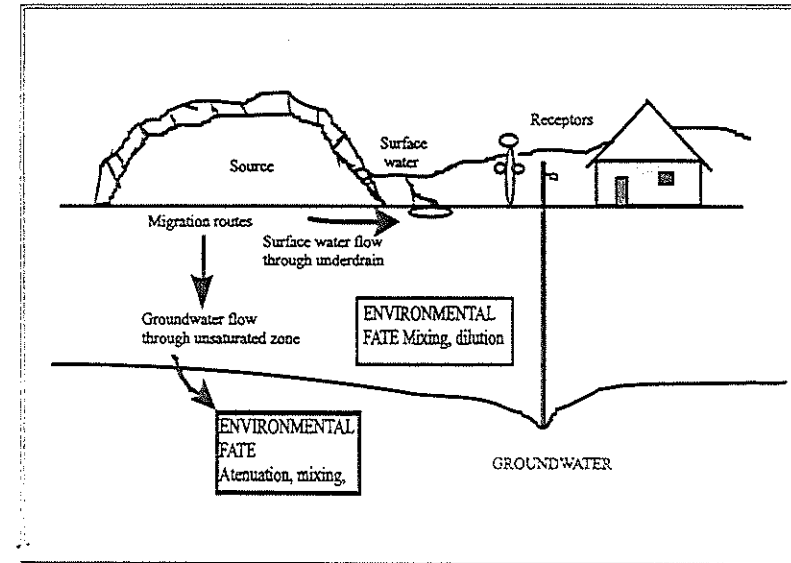 Receptors
Surface
water
Source
Migration routes
Surface water flow
through underdrain
Groundwater flow
through unsaturated zone
ENVIRONMENTAL
FATE Mixing, dilution
ENVIRONMENTAL
FATE
Atenuation, mixing,
GROUNDWATER